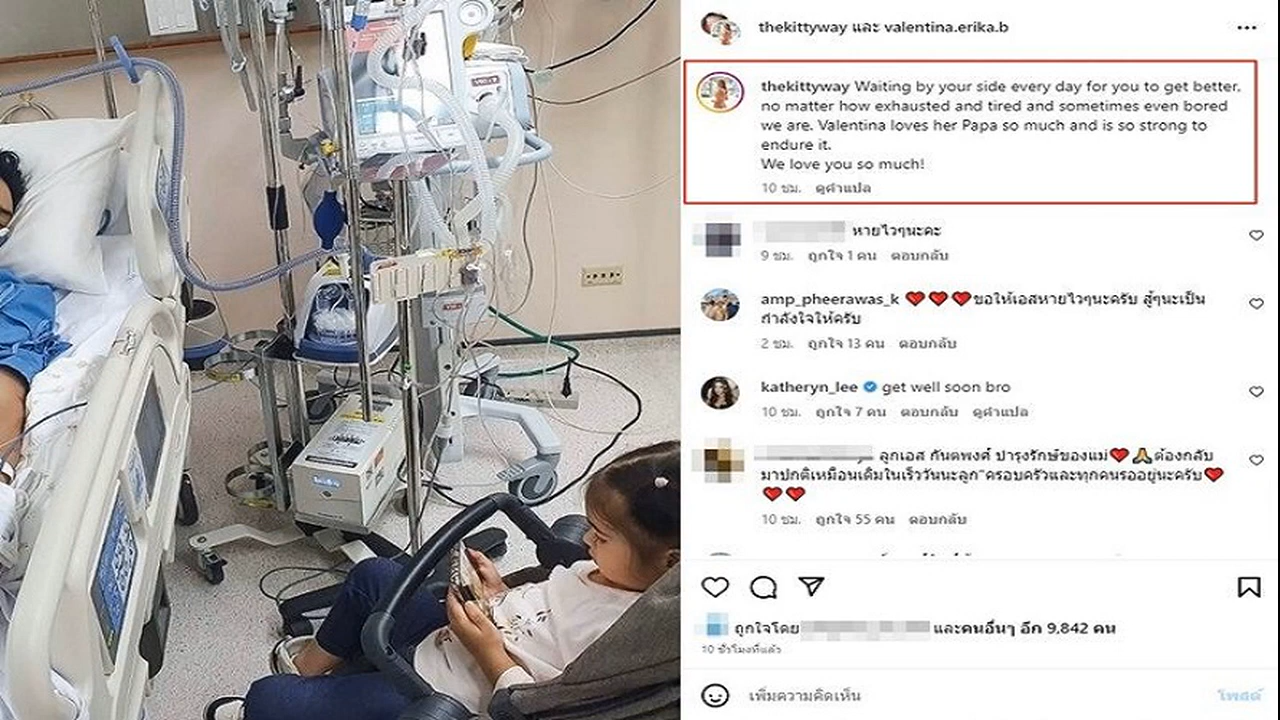 thekittyway และ valentina.erika.b
thekittyway Waiting by your side every day for you to get better,
no matter how exhausted and tired and sometimes even bored
we are. Valentina loves her Papa so much and is so strong to
endure it.
We love you so much!
10 ชม. ดูคำแปล
หายไวๆนะคะ
9 ชม. ถูกใจ 1 คน ตอบกลับ
amp_pheerawas_k ❤❤❤ขอให้เอสหายไวๆนะครับ สู้ๆนะเป็น
กำลังใจให้ครับ
2 ชม. ถูกใจ 13 คน ตอบกลับ
katheryn_lee get well soon bro
10 ชม. ถูกใจ 7 คน ตอบกลับ ดูคำแปล
ลูกเอส กันตพงศ์ บำรุงรักษ์ของแม่❤🙏ต้องกลับ
มาปกติเหมือนเดิมในเร็ววันนะลูก"ครอบครัวและทุกคนรออยู่นะครับ❤
❤❤
10 ชม. ถูกใจ 55 คน ตอบกลับ
ถูกใจโดย และคนอื่นๆ อีก 9,842 คน
10 ชั่วโมงที่แล้ว
เพิ่มความคิดเห็น
โพสต์